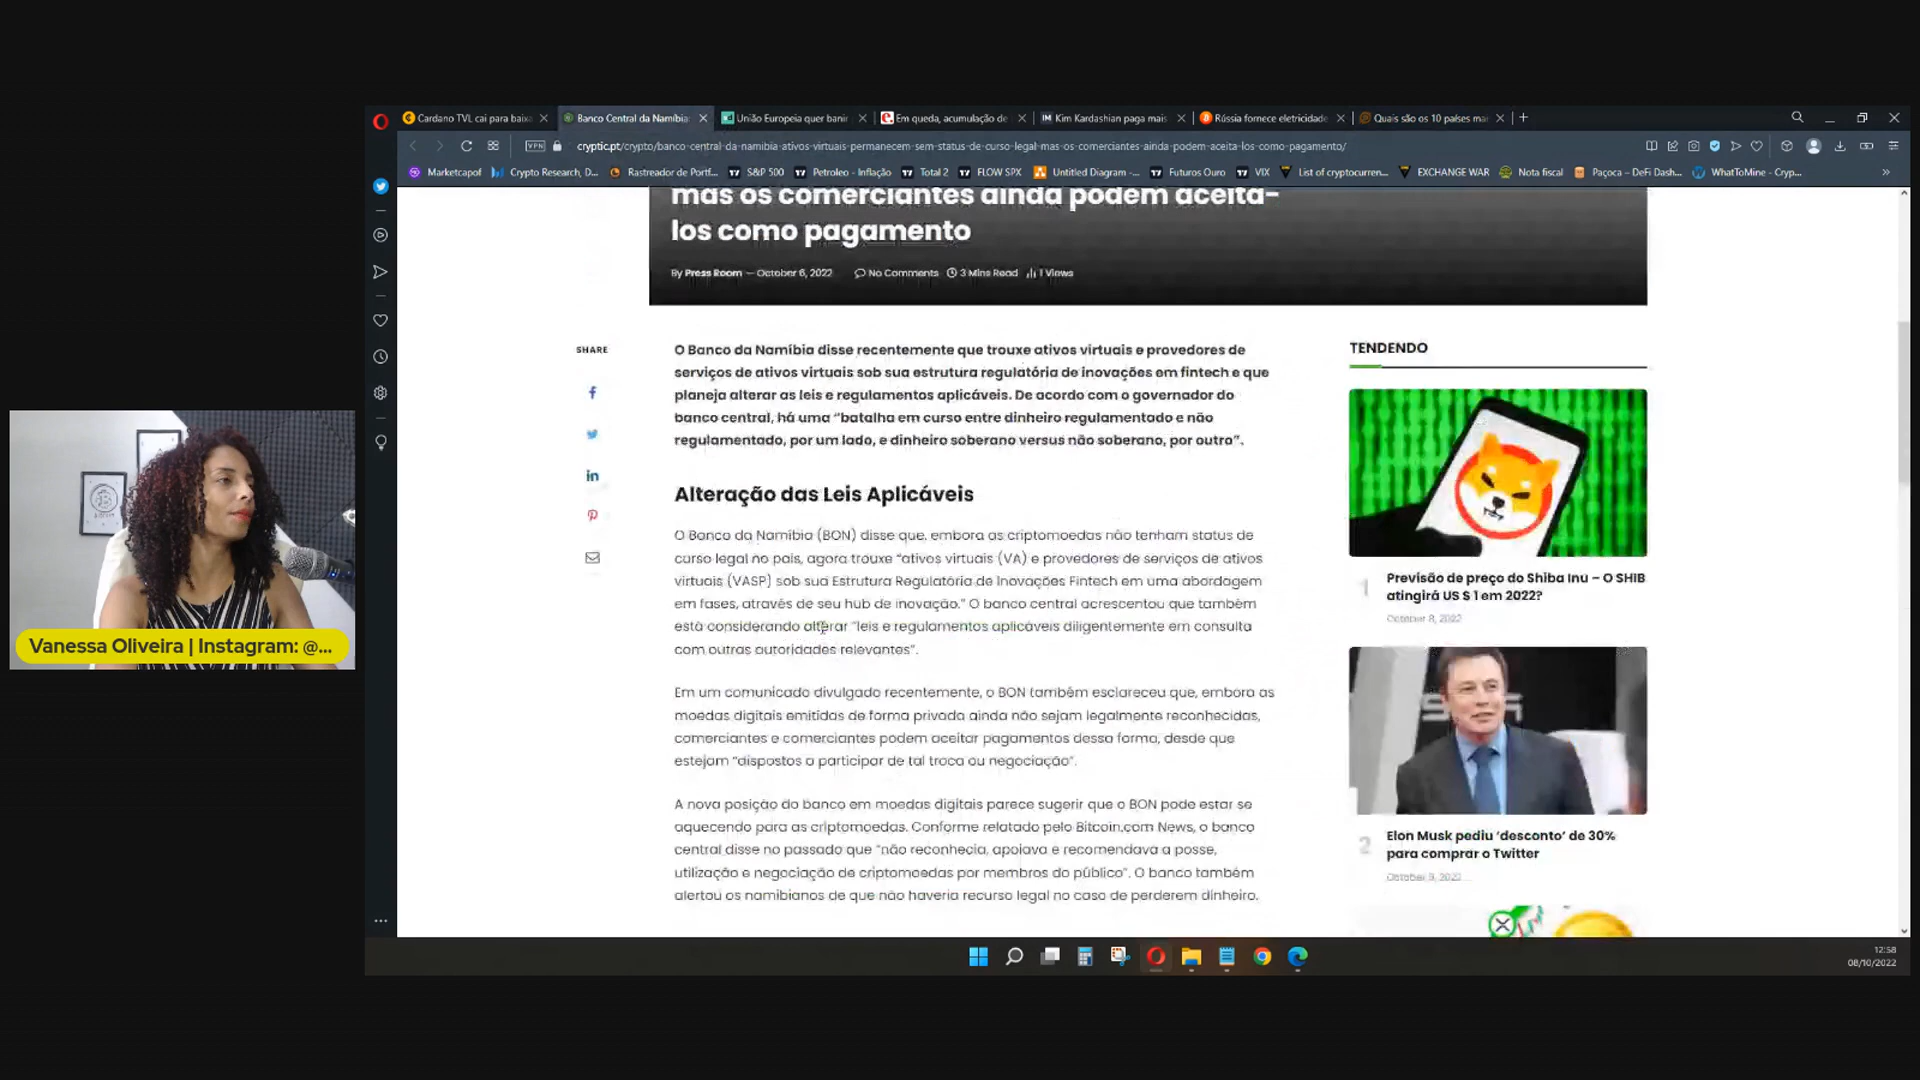 Cardano TVL cai para baixa
Banco Central da Namíbia
União Europeia quer banir
Em queda, acumulação de
Kim Kardashian paga mais
Rússia fornece eletricidade
Quais são os 10 países mai
VPN
cryptic.pt/crypto/banco-central-da-namibia-ativos-virtuais-permanecem-sem-status-de-curso-legal-mas-os-comerciantes-ainda-podem-aceita-los-como-pagamento/
Marketcapof
Crypto Research, D...
Rastreador de Portf...
S&P 500
Petroleo - Inflação
Total 2
FLOW SPX
Untitled Diagram -...
Futuros Ouro
VIX
List of cryptocurren...
EXCHANGE WAR
Nota fiscal
Paçoca – DeFi Dash...
WhatToMine - Cryp...
mas os comerciantes ainda podem aceitá-
los como pagamento
By Press Room — October 6, 2022 No Comments 3 Mins Read 1 Views
SHARE
O Banco da Namíbia disse recentemente que trouxe ativos virtuais e provedores de
serviços de ativos virtuais sob sua estrutura regulatória de inovações em fintech e que
planeja alterar as leis e regulamentos aplicáveis. De acordo com o governador do
banco central, há uma “batalha em curso entre dinheiro regulamentado e não
regulamentado, por um lado, e dinheiro soberano versus não soberano, por outro”.
Alteração das Leis Aplicáveis
O Banco da Namíbia (BON) disse que, embora as criptomoedas não tenham status de
curso legal no país, agora trouxe “ativos virtuais (VA) e provedores de serviços de ativos
virtuais (VASP) sob sua Estrutura Regulatória de Inovações Fintech em uma abordagem
em fases, através de seu hub de inovação.” O banco central acrescentou que também
está considerando alterar “leis e regulamentos aplicáveis diligentemente em consulta
com outras autoridades relevantes”.
Em um comunicado divulgado recentemente, o BON também esclareceu que, embora as
moedas digitais emitidas de forma privada ainda não sejam legalmente reconhecidas,
comerciantes e comerciantes podem aceitar pagamentos dessa forma, desde que
estejam “dispostos a participar de tal troca ou negociação”.
A nova posição do banco em moedas digitais parece sugerir que o BON pode estar se
aquecendo para as criptomoedas. Conforme relatado pelo Bitcoin.com News, o banco
central disse no passado que “não reconhecia, apoiava e recomendava a posse,
utilização e negociação de criptomoedas por membros do público”. O banco também
alertou os namibianos de que não haveria recurso legal no caso de perderem dinheiro.
TENDENDO
1
Previsão de preço do Shiba Inu – O SHIB
atingirá US $ 1 em 2022?
October 8, 2022
2
Elon Musk pediu ‘desconto’ de 30%
para comprar o Twitter
October 9, 2022
Vanessa Oliveira | Instagram: @...
12:58
08/10/2022